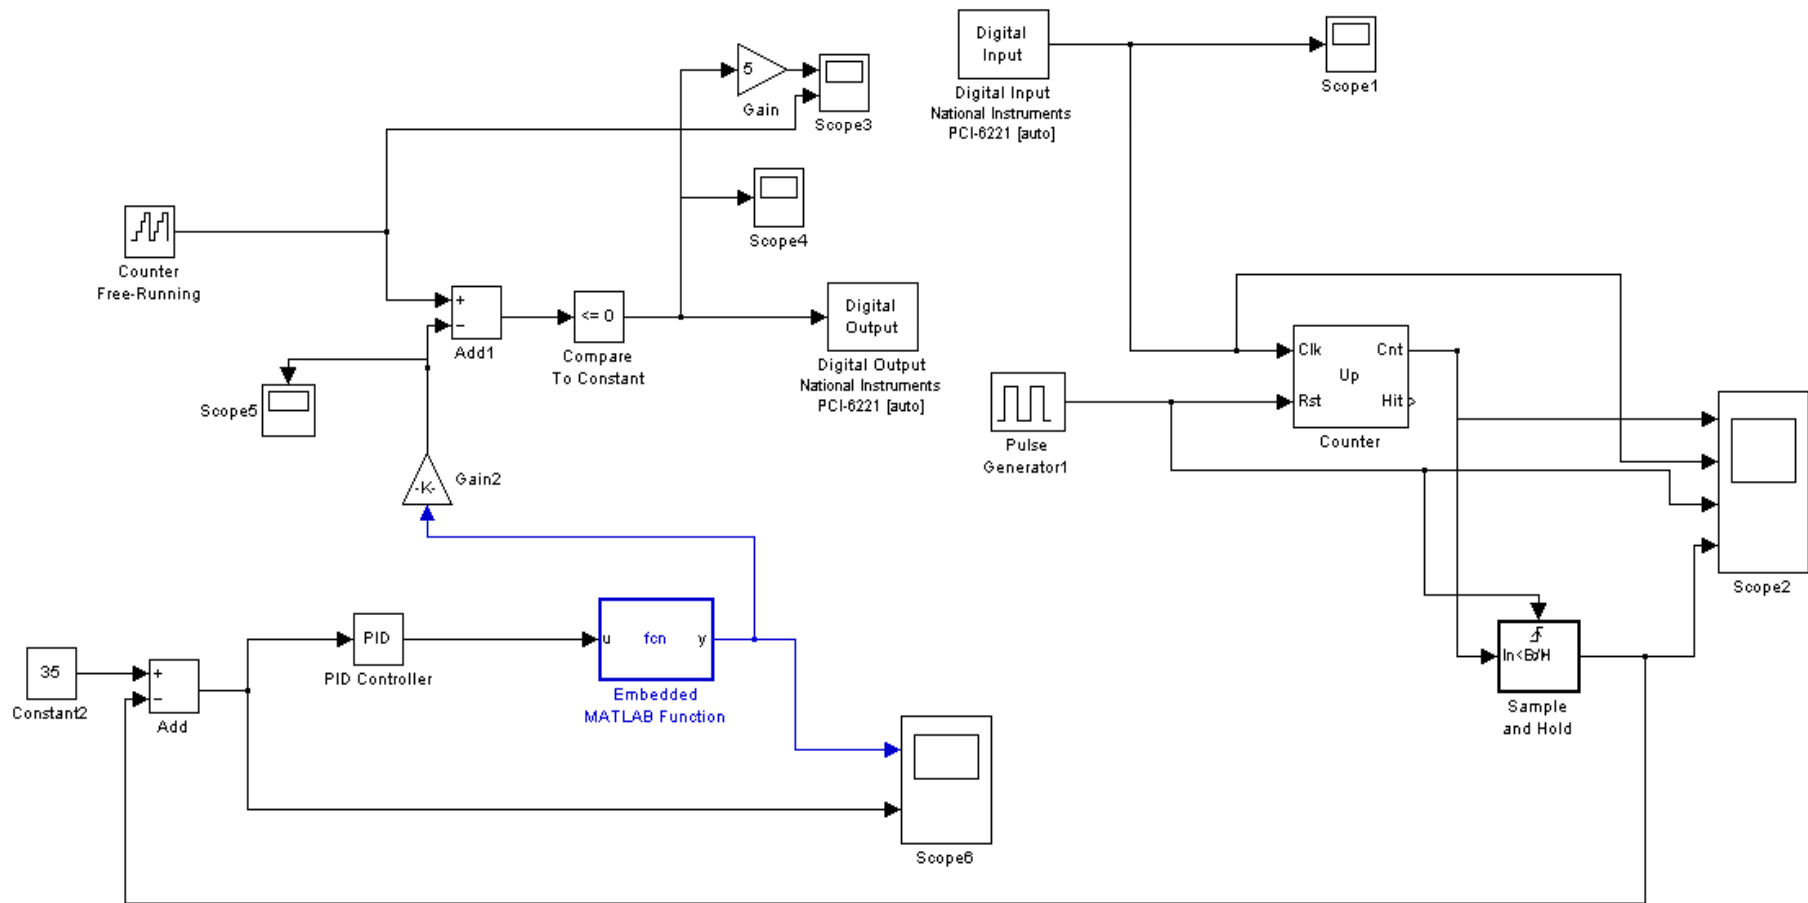 Digital
Input
Digital Input
National Instruments
PCI-6221 [auto]
Scope1
5
Gain
Scope3
Scope4
Counter
Free-Running
+
−
Add1
<= 0
Compare
To Constant
Digital
Output
Digital Output
National Instruments
PCI-6221 [auto]
Scope5
-K-
Gain2
Clk
Cnt
Up
Rst
Hit
Counter
Pulse
Generator1
Scope2
35
Constant2
+
−
Add
PID
PID Controller
u
fcn
y
Embedded
MATLAB Function
Scope6
Sample
and Hold